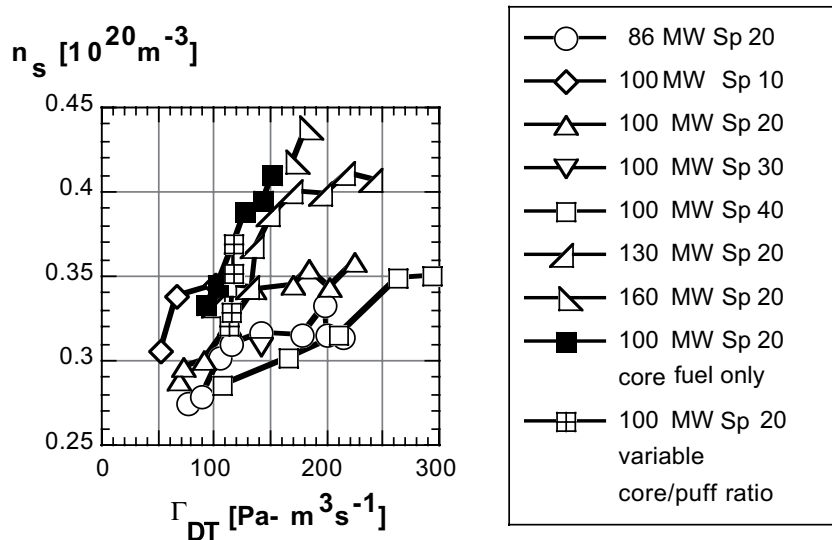 n_s [10^20 m^-3]
0.45
0.4
0.35
0.3
0.25
0 100 200 300
Γ_DT [Pa- m^3 s^-1]
86 MW Sp 20
100 MW Sp 10
100 MW Sp 20
100 MW Sp 30
100 MW Sp 40
130 MW Sp 20
160 MW Sp 20
100 MW Sp 20
core fuel only
100 MW Sp 20
variable
core/puff ratio